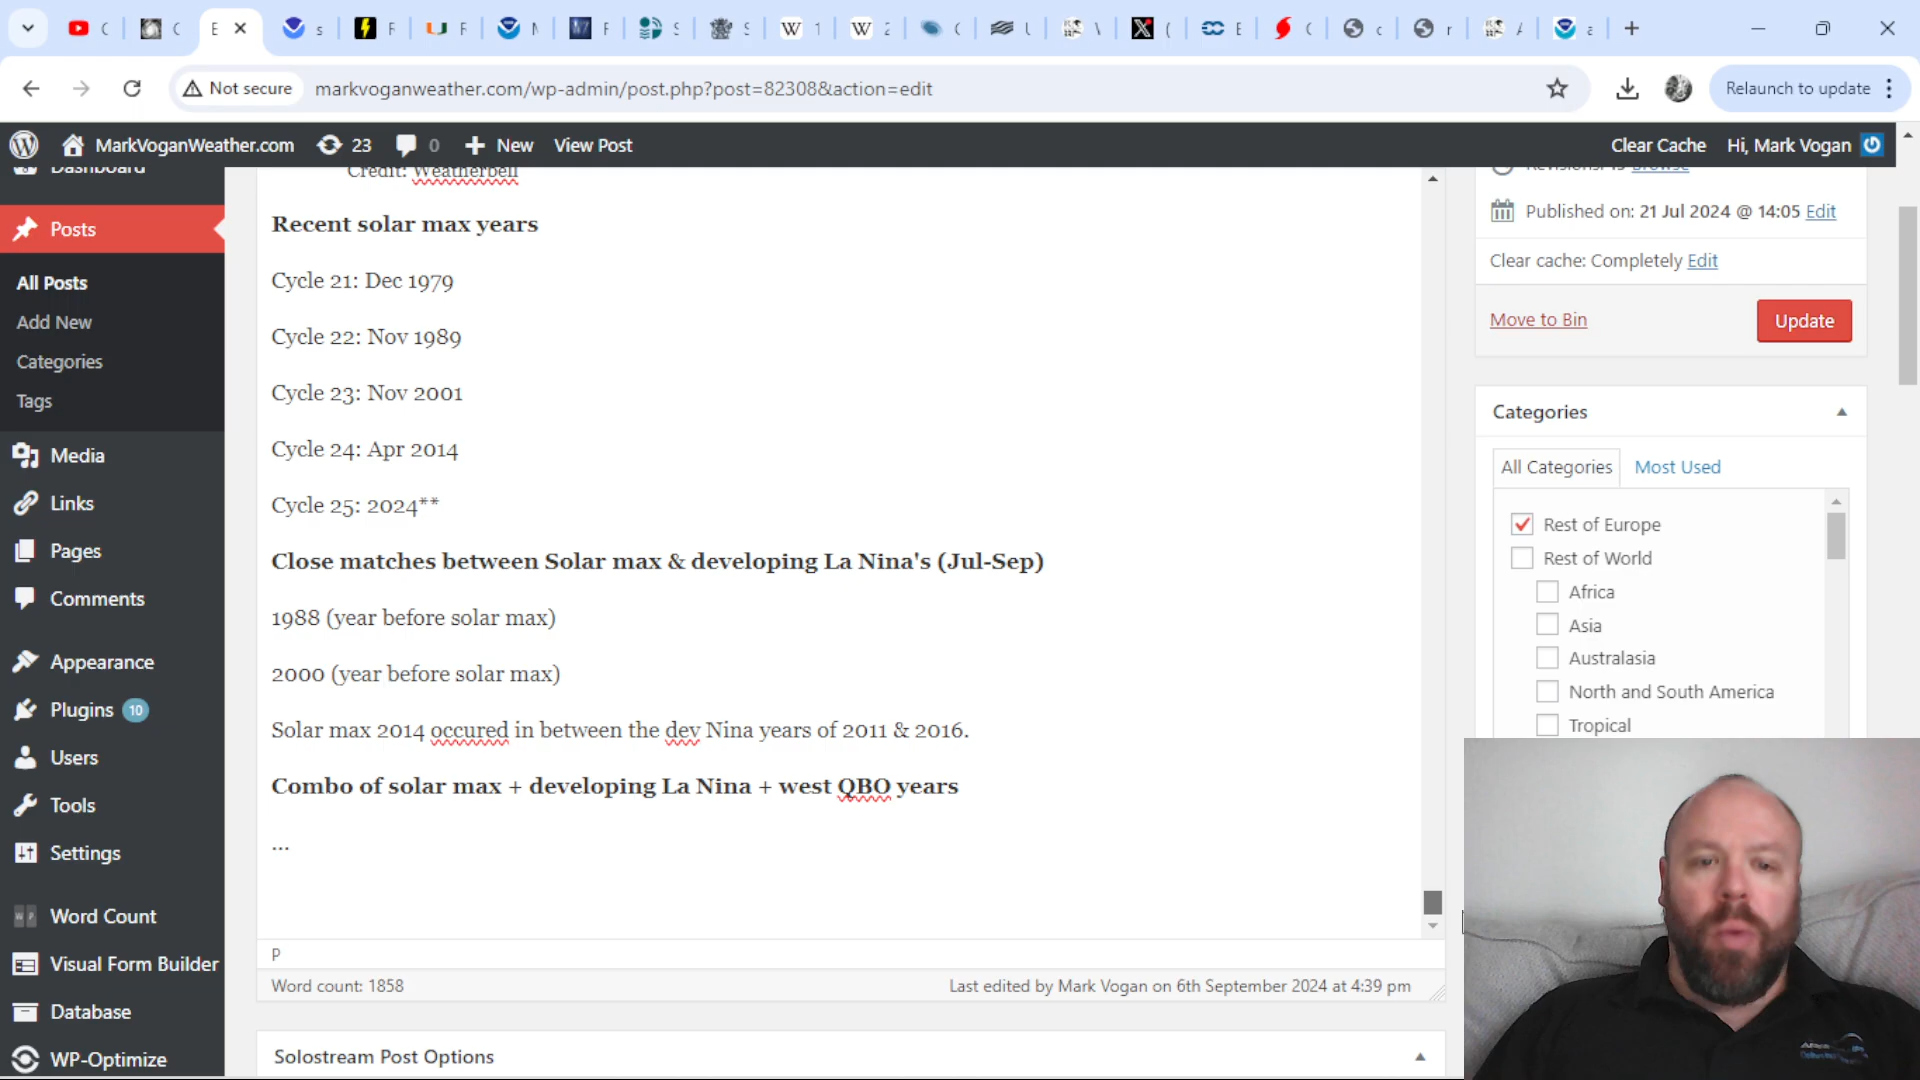 Not secure
markvoganweather.com/wp-admin/post.php?post=82308&action=edit
Relaunch to update
MarkVoganWeather.com
23
0
New
View Post
Clear Cache
Hi, Mark Vogan
Dashboard
Posts
All Posts
Add New
Categories
Tags
Media
Links
Pages
Comments
Appearance
Plugins 10
Users
Tools
Settings
Word Count
Visual Form Builder
Database
WP-Optimize
Credit: Weatherbell
Recent solar max years
Cycle 21: Dec 1979
Cycle 22: Nov 1989
Cycle 23: Nov 2001
Cycle 24: Apr 2014
Cycle 25: 2024**
Close matches between Solar max & developing La Nina's (Jul-Sep)
1988 (year before solar max)
2000 (year before solar max)
Solar max 2014 occured in between the dev Nina years of 2011 & 2016.
Combo of solar max + developing La Nina + west QBO years
...
P
Word count: 1858
Last edited by Mark Vogan on 6th September 2024 at 4:39 pm
Solostream Post Options
Published on: 21 Jul 2024 @ 14:05 Edit
Clear cache: Completely Edit
Move to Bin
Update
Categories
All Categories
Most Used
Rest of Europe
Rest of World
Africa
Asia
Australasia
North and South America
Tropical